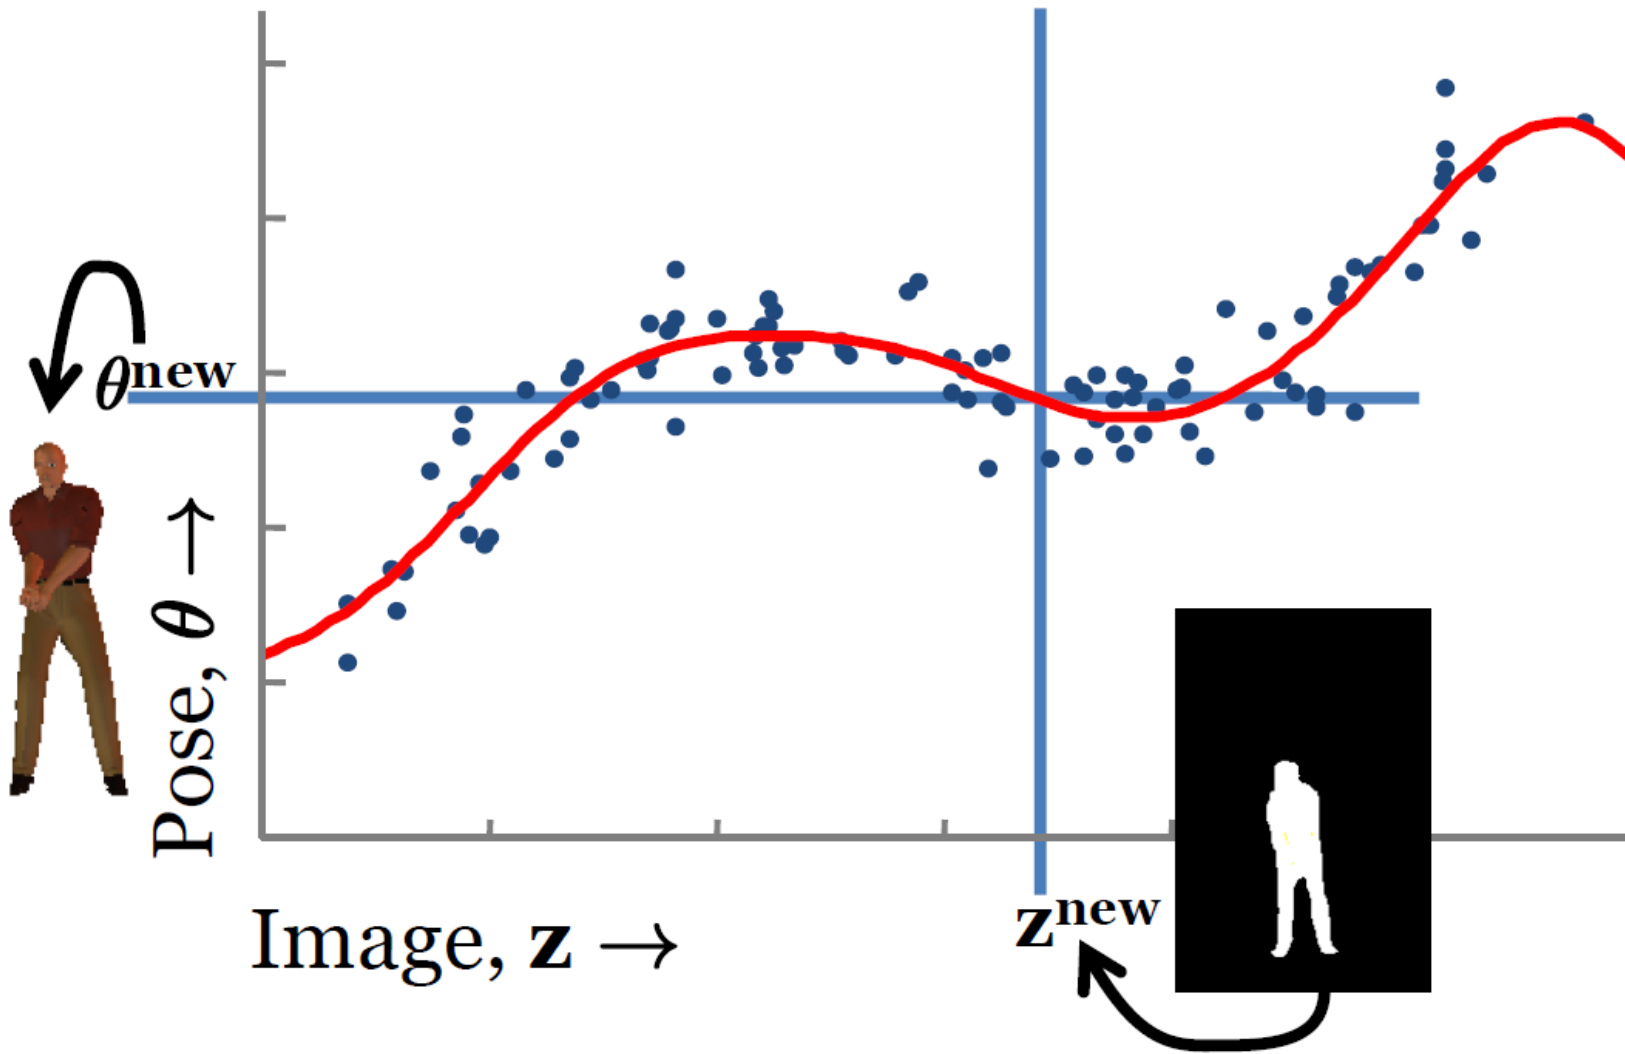 θnew
Pose, θ →
Image, z →
znew